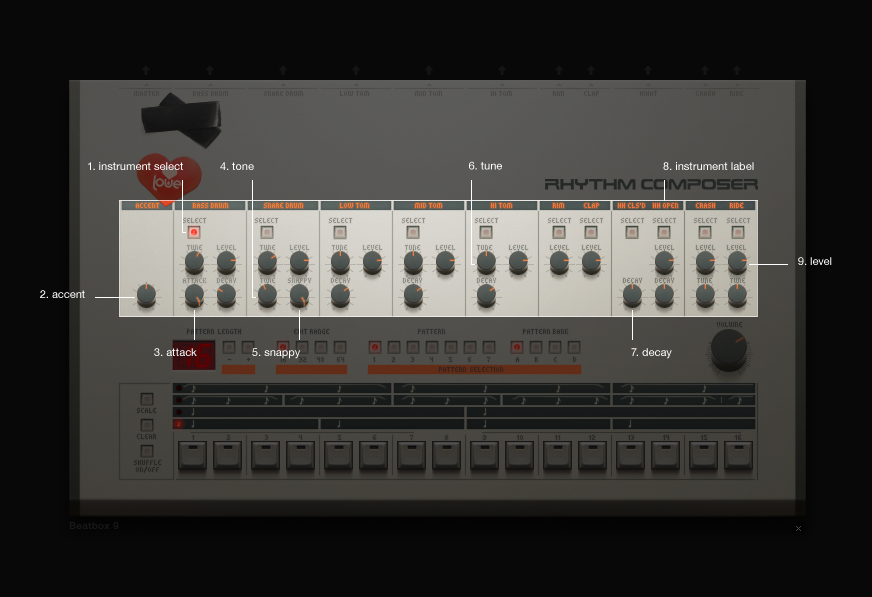 MASTER BASS DRUM SNARE DRUM LOW TOM MID TOM HI TOM RIM CLAP HIHAT CRASH RIDE
1. instrument select
4. tone
6. tune
8. instrument label
lowe
RHYTHM COMPOSER
ACCENT BASS DRUM SNARE DRUM LOW TOM MID TOM HI TOM RIM CLAP HH CLS'D HH OPEN CRASH RIDE
SELECT SELECT SELECT SELECT SELECT SELECT SELECT SELECT SELECT SELECT SELECT
TUNE LEVEL TUNE LEVEL TUNE LEVEL TUNE LEVEL TUNE LEVEL LEVEL LEVEL LEVEL LEVEL LEVEL
9. level
ATTACK DECAY TONE SNAPPY DECAY DECAY DECAY DECAY DECAY TUNE TUNE
2. accent
PATTERN LENGTH EDIT RANGE PATTERN PATTERN BANK VOLUME
3. attack
5. snappy
7. decay
- + 32 48 64 1 2 3 4 5 6 7 A B C D
PATTERN SELECTION
SCALE
CLEAR
SHUFFLE
ON/OFF
1 2 3 4 5 6 7 8 9 10 11 12 13 14 15 16
Beatbox 9
×